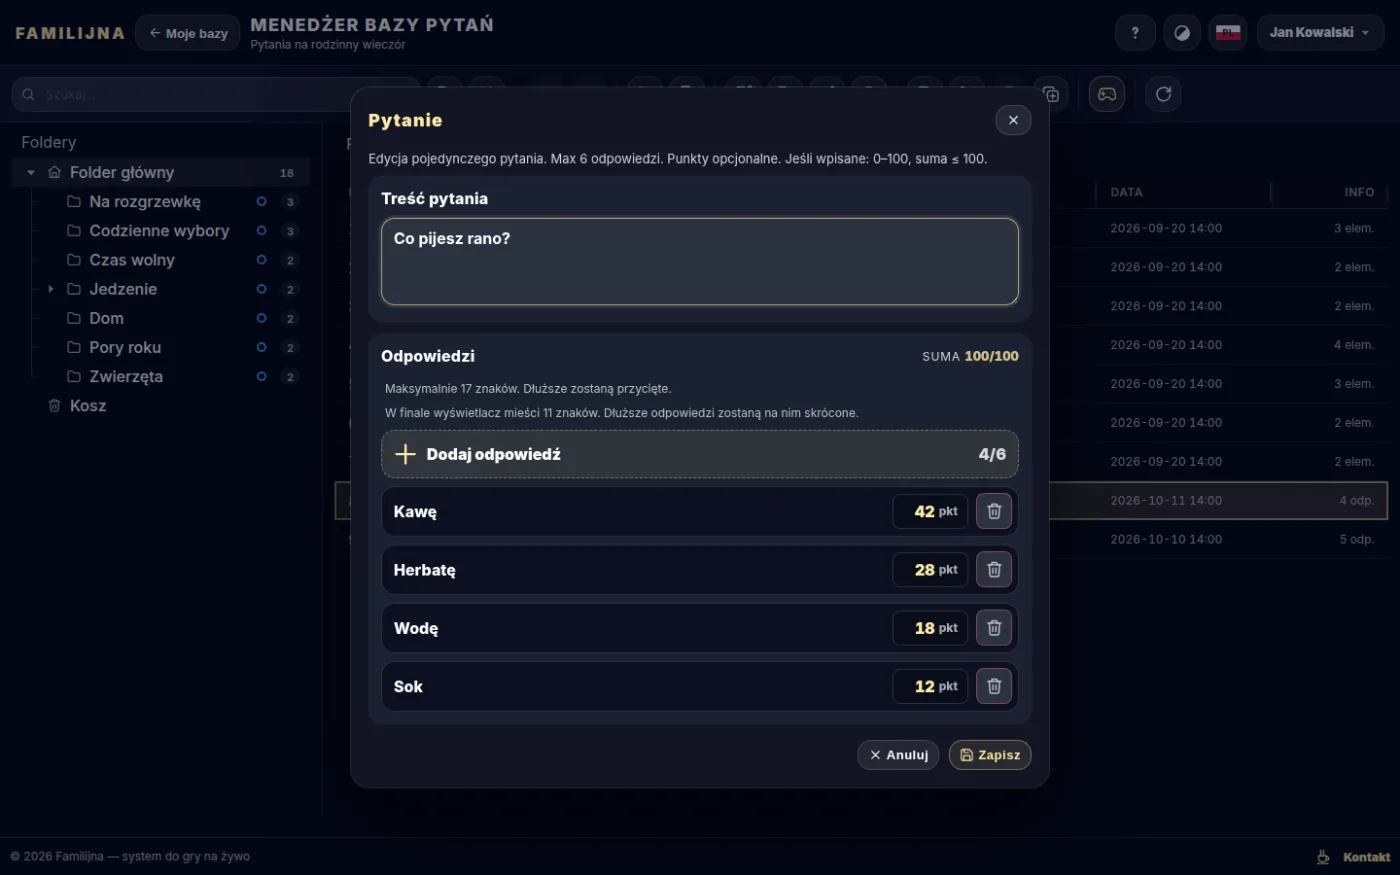 FAMILIJNA
← Moje bazy
MENEDŻER BAZY PYTAŃ
Pytania na rodzinny wieczór
?
PL
Jan Kowalski
Szukaj...
Foldery
Folder główny 18
Na rozgrzewkę 3
Codzienne wybory 3
Czas wolny 2
Jedzenie 2
Dom 2
Pory roku 2
Zwierzęta 2
Kosz
Pytanie
Edycja pojedynczego pytania. Max 6 odpowiedzi. Punkty opcjonalne. Jeśli wpisane: 0–100, suma ≤ 100.
Treść pytania
Co pijesz rano?
Odpowiedzi
SUMA 100/100
Maksymalnie 17 znaków. Dłuższe zostaną przycięte.
W finale wyświetlacz mieści 11 znaków. Dłuższe odpowiedzi zostaną na nim skrócone.
Dodaj odpowiedź 4/6
Kawę 42 pkt
Herbatę 28 pkt
Wodę 18 pkt
Sok 12 pkt
Anuluj
Zapisz
DATA INFO
2026-09-20 14:00 3 elem.
2026-09-20 14:00 2 elem.
2026-09-20 14:00 2 elem.
2026-09-20 14:00 4 elem.
2026-09-20 14:00 3 elem.
2026-09-20 14:00 2 elem.
2026-09-20 14:00 2 elem.
2026-10-11 14:00 4 odp.
2026-10-10 14:00 5 odp.
© 2026 Familijna — system do gry na żywo
Kontakt